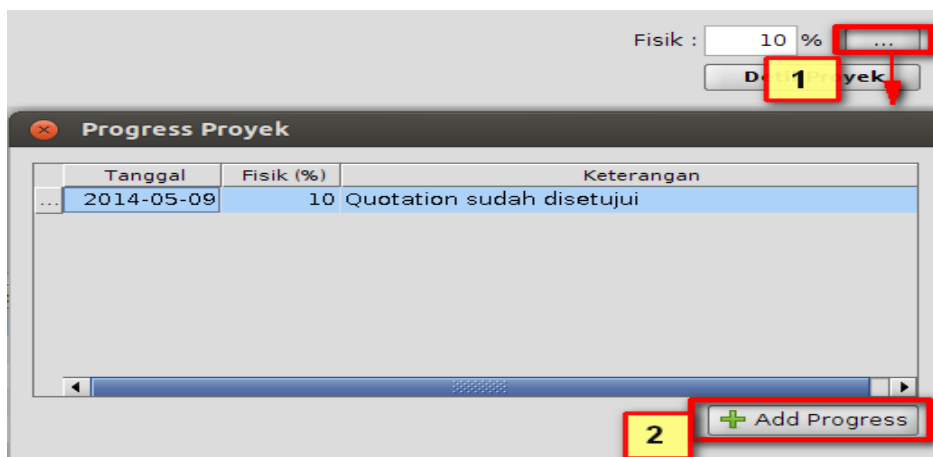 Fisik : 10 % ...
1
Progress Proyek
Tanggal Fisik (%) Keterangan
... 2014-05-09 10 Quotation sudah disetujui
Add Progress
2